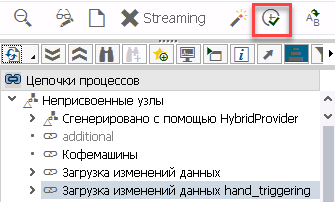 Streaming
Цепочки процессов
Неприсвоенные узлы
Сгенерировано с помощью HybridProvider
additional
Кофемашины
Загрузка изменений данных
Загрузка изменений данных hand_triggering